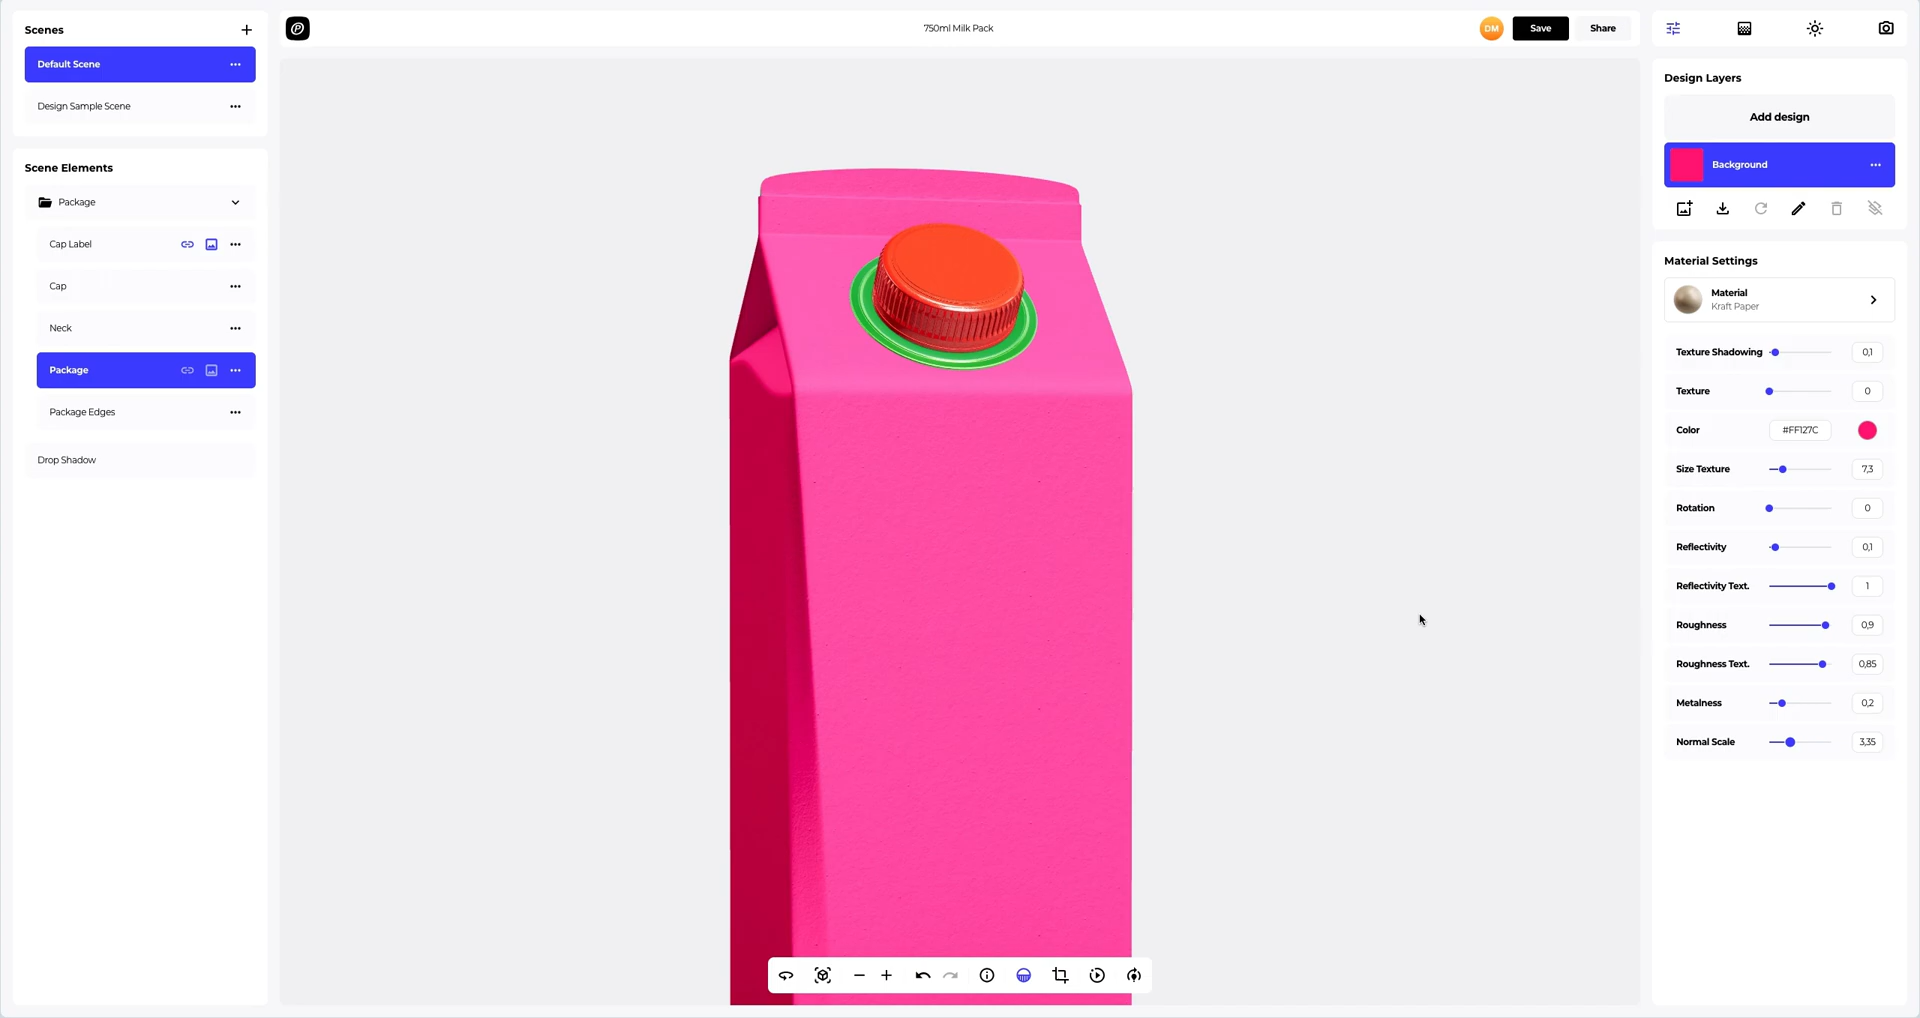 Scenes
Default Scene
Design Sample Scene
Scene Elements
Package
Cap Label
Cap
Neck
Package
Package Edges
Drop Shadow
750ml Milk Pack
DM
Save
Share
Design Layers
Add design
Background
Material Settings
Material
Kraft Paper
Texture Shadowing 0,1
Texture 0
Color #FF127C
Size Texture 7,3
Rotation 0
Reflectivity 0,1
Reflectivity Text. 1
Roughness 0,9
Roughness Text. 0,85
Metalness 0,2
Normal Scale 3,35